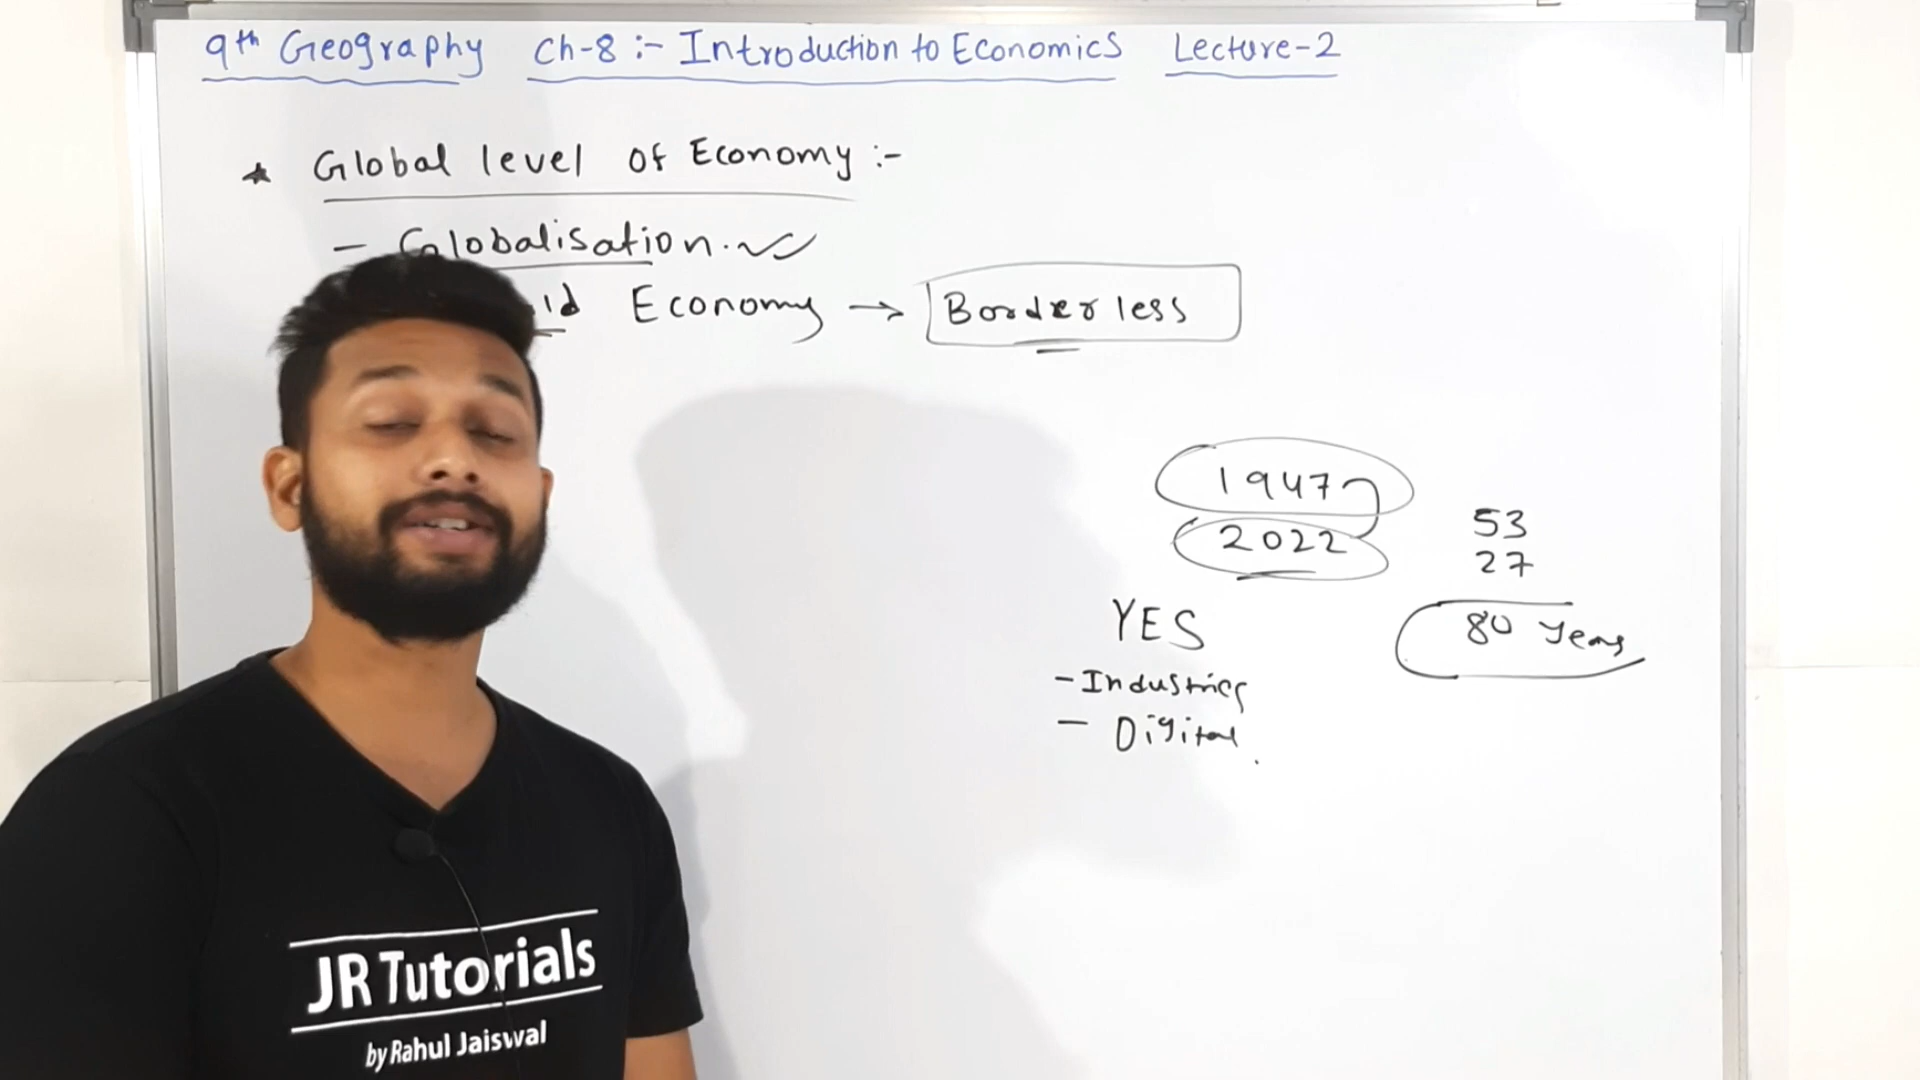 9th Geography Ch-8 :- Introduction to Economics Lecture-2
★ Global level of Economy :-
- Globalisation.
Economy → Borderless
1947
2022
53
27
80 years
YES
- Industries
- Digital
JR Tutorials
by Rahul Jaiswal